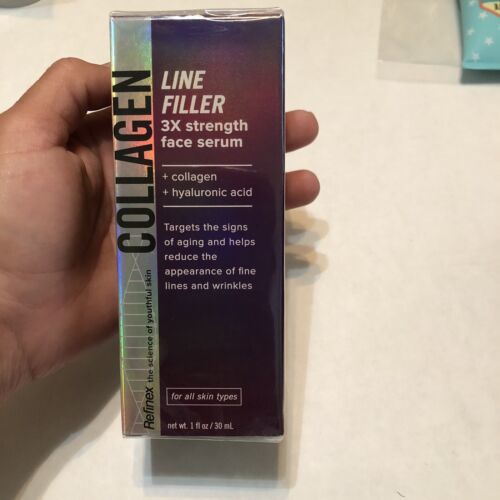 COLLAGEN
Refinex the science of youthful skin
LINE
FILLER
3X strength
face serum
+ collagen
+ hyaluronic acid
Targets the signs
of aging and helps
reduce the
appearance of fine
lines and wrinkles
for all skin types
net wt. 1 fl oz / 30 mL